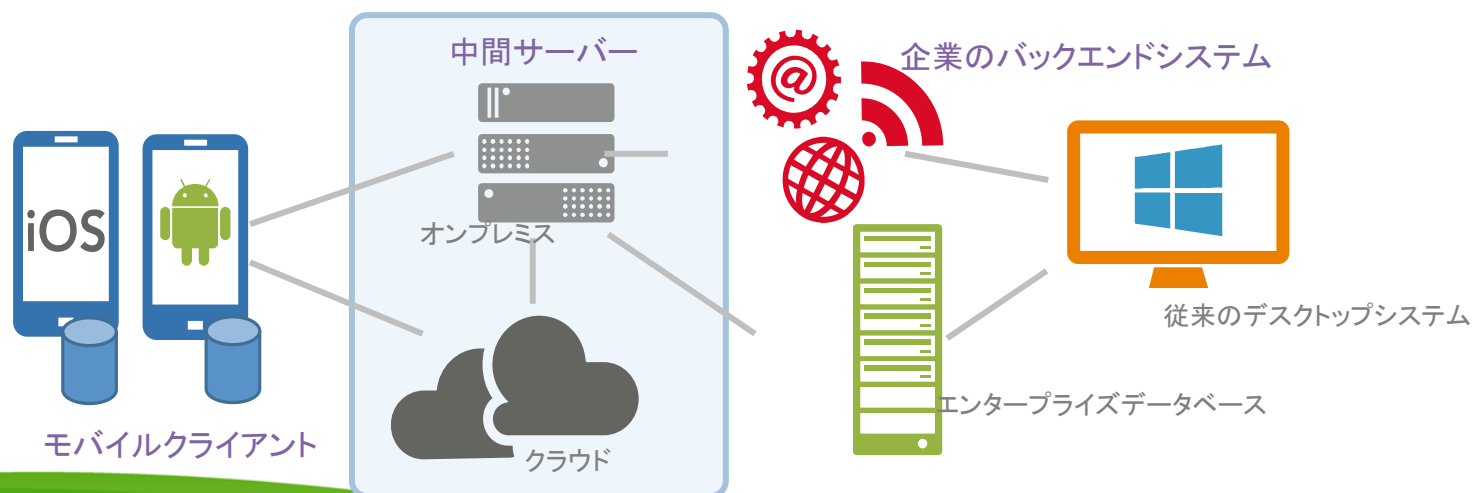 中間サーバー
企業のバックエンドシステム
@
iOS
オンプレミス
従来のデスクトップシステム
エンタープライズデータベース
モバイルクライアント
クラウド